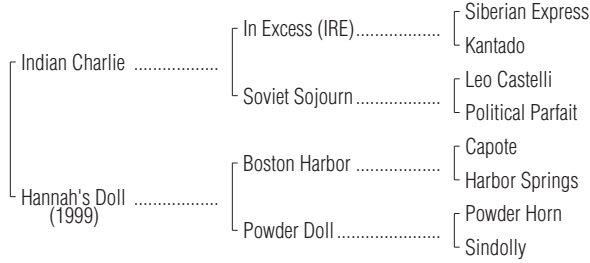 Siberian Express
In Excess (IRE)...................
Kantado
Indian Charlie ..................
Leo Castelli
Soviet Sojourn ...................
Political Parfait
Capote
Boston Harbor ..................
Harbor Springs
Hannah's Doll ..................
(1999)
Powder Horn
Powder Doll......................
Sindolly